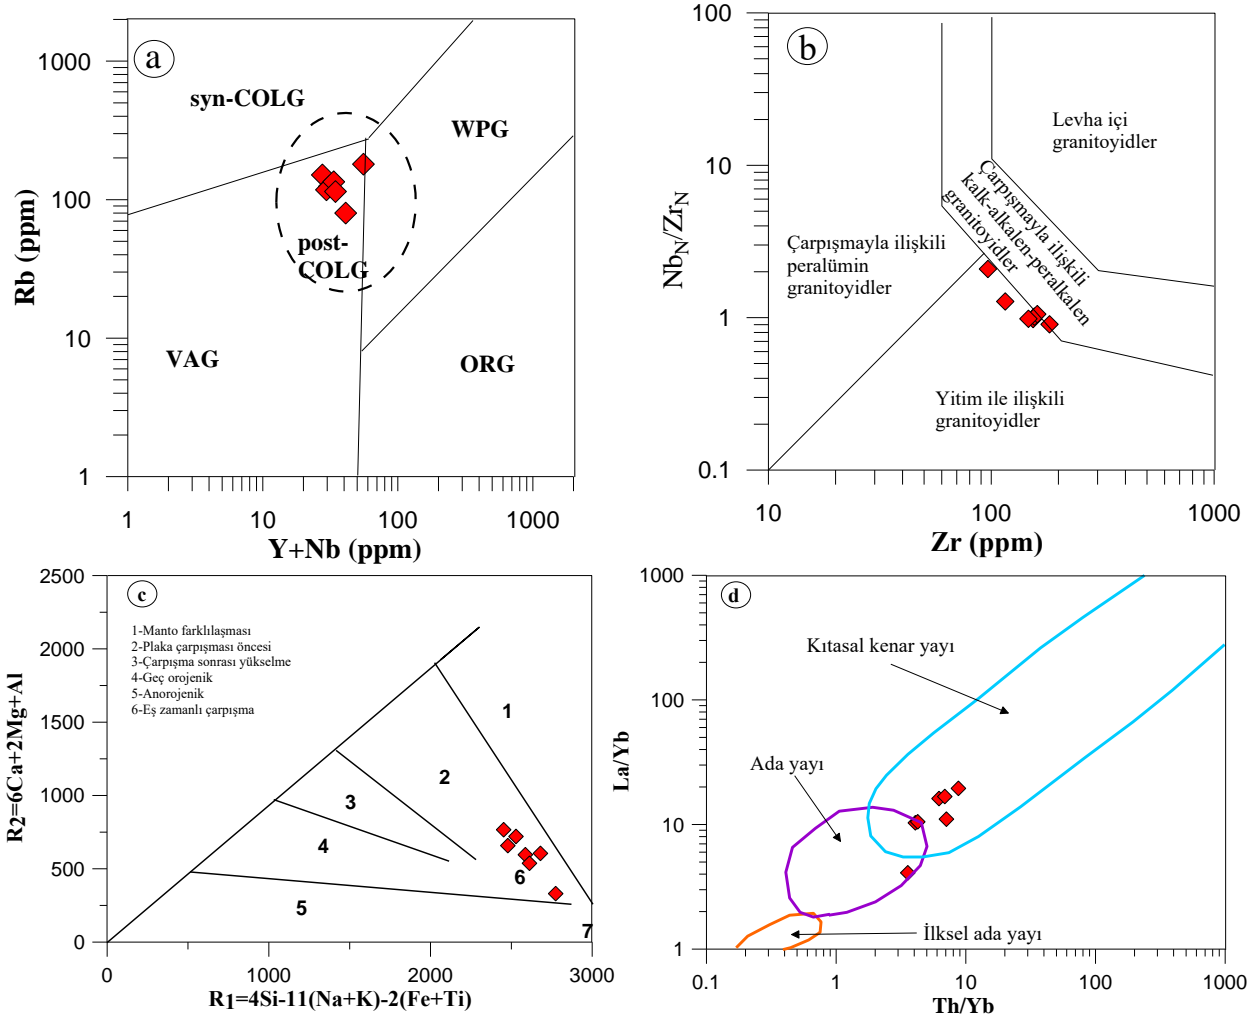 a
1000
100
10
1
Rb (ppm)
syn-COLG
WPG
post-
COLG
VAG
ORG
1
10
100
1000
Y+Nb (ppm)
b
100
10
1
0.1
NbN/ZrN
Levha içi
granitoyidler
Çarpışmayla ilişkili
kalk-alkalen-peralkalen
granitoyidler
Çarpışmayla ilişkili
peralümin
granitoyidler
Yitim ile ilişkili
granitoyidler
10
100
1000
Zr (ppm)
c
2500
2000
1500
1000
500
0
R2=6Ca+2Mg+Al
1-Manto farklılaşması
2-Plaka çarpışması öncesi
3-Çarpışma sonrası yükselme
4-Geç orojenik
5-Anorojenik
6-Eş zamanlı çarpışma
1
2
3
4
6
5
7
0
1000
2000
3000
R1=4Si-11(Na+K)-2(Fe+Ti)
d
1000
100
10
1
La/Yb
Kıtasal kenar yayı
Ada yayı
İlksel ada yayı
0.1
1
10
100
1000
Th/Yb